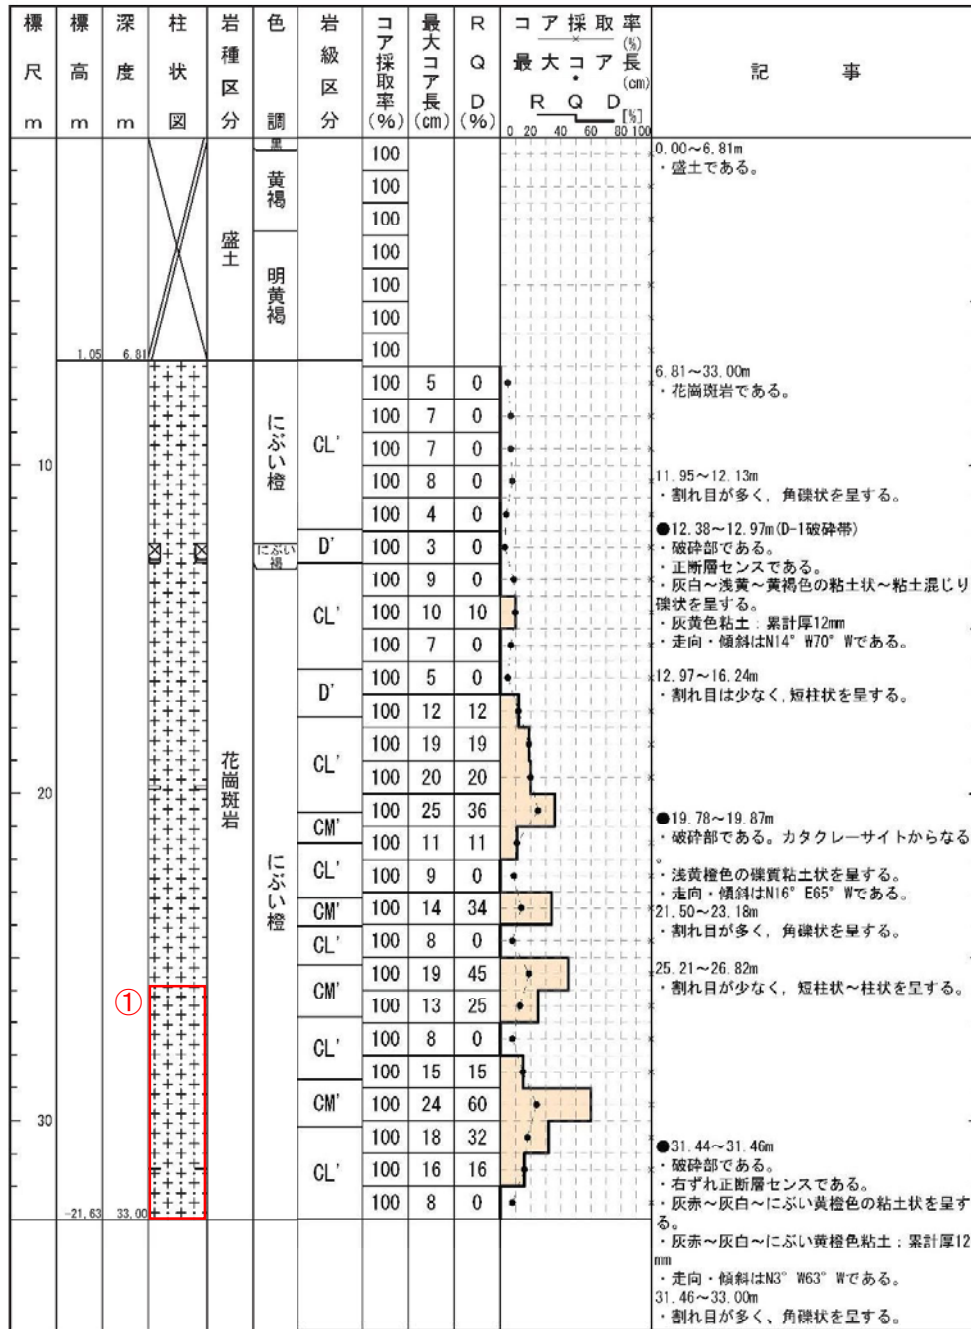 標尺m
標高m
深度m
柱状図
岩種区分
色調
岩級区分
コア採取率(%)
最大コア長(cm)
RQD(%)
コア採取率(%)
最大コア長(cm)
RQD[%]
0 20 40 60 80 100
記事
黒
黄褐
明黄褐
盛土
1.05 6.81
100
100
100
100
100
100
100
0.00~6.81m
・盛土である。
にぶい橙
CL'
100 5 0
100 7 0
100 7 0
10
100 8 0
100 4 0
6.81~33.00m
・花崗斑岩である。
11.95~12.13m
・割れ目が多く, 角礫状を呈する。
にぶい褐
D'
100 3 0
●12.38~12.97m(D-1破砕帯)
・破砕部である。
・正断層センスである。
・灰白~浅黄~黄褐色の粘土状~粘土混じり
礫状を呈する。
・灰黄色粘土：累計厚12mm
・走向・傾斜はN14°W70°Wである。
CL'
100 9 0
100 10 10
100 7 0
12.97~16.24m
・割れ目は少なく,短柱状を呈する。
D'
100 5 0
100 12 12
花崗斑岩
にぶい橙
CL'
100 19 19
100 20 20
20
100 25 36
CM'
100 11 11
●19.78~19.87m
・破砕部である。カタクレーサイトからなる
。
・浅黄橙色の礫質粘土状を呈する。
・走向・傾斜はN16°E65°Wである。
CL'
100 9 0
21.50~23.18m
・割れ目が多く, 角礫状を呈する。
CM'
100 14 34
CL'
100 8 0
CM'
100 19 45
100 13 25
25.21~26.82m
・割れ目が少なく, 短柱状~柱状を呈する。
①
CL'
100 8 0
100 15 15
CM'
100 24 60
30
CL'
100 18 32
100 16 16
100 8 0
-21.63 33.00
●31.44~31.46m
・破砕部である。
・右ずれ正断層センスである。
・灰赤~灰白~にぶい黄橙色の粘土状を呈す
る。
・灰赤~灰白~にぶい黄橙色粘土：累計厚12
mm
・走向・傾斜はN3°W63°Wである。
31.46~33.00m
・割れ目が多く、角礫状を呈する。